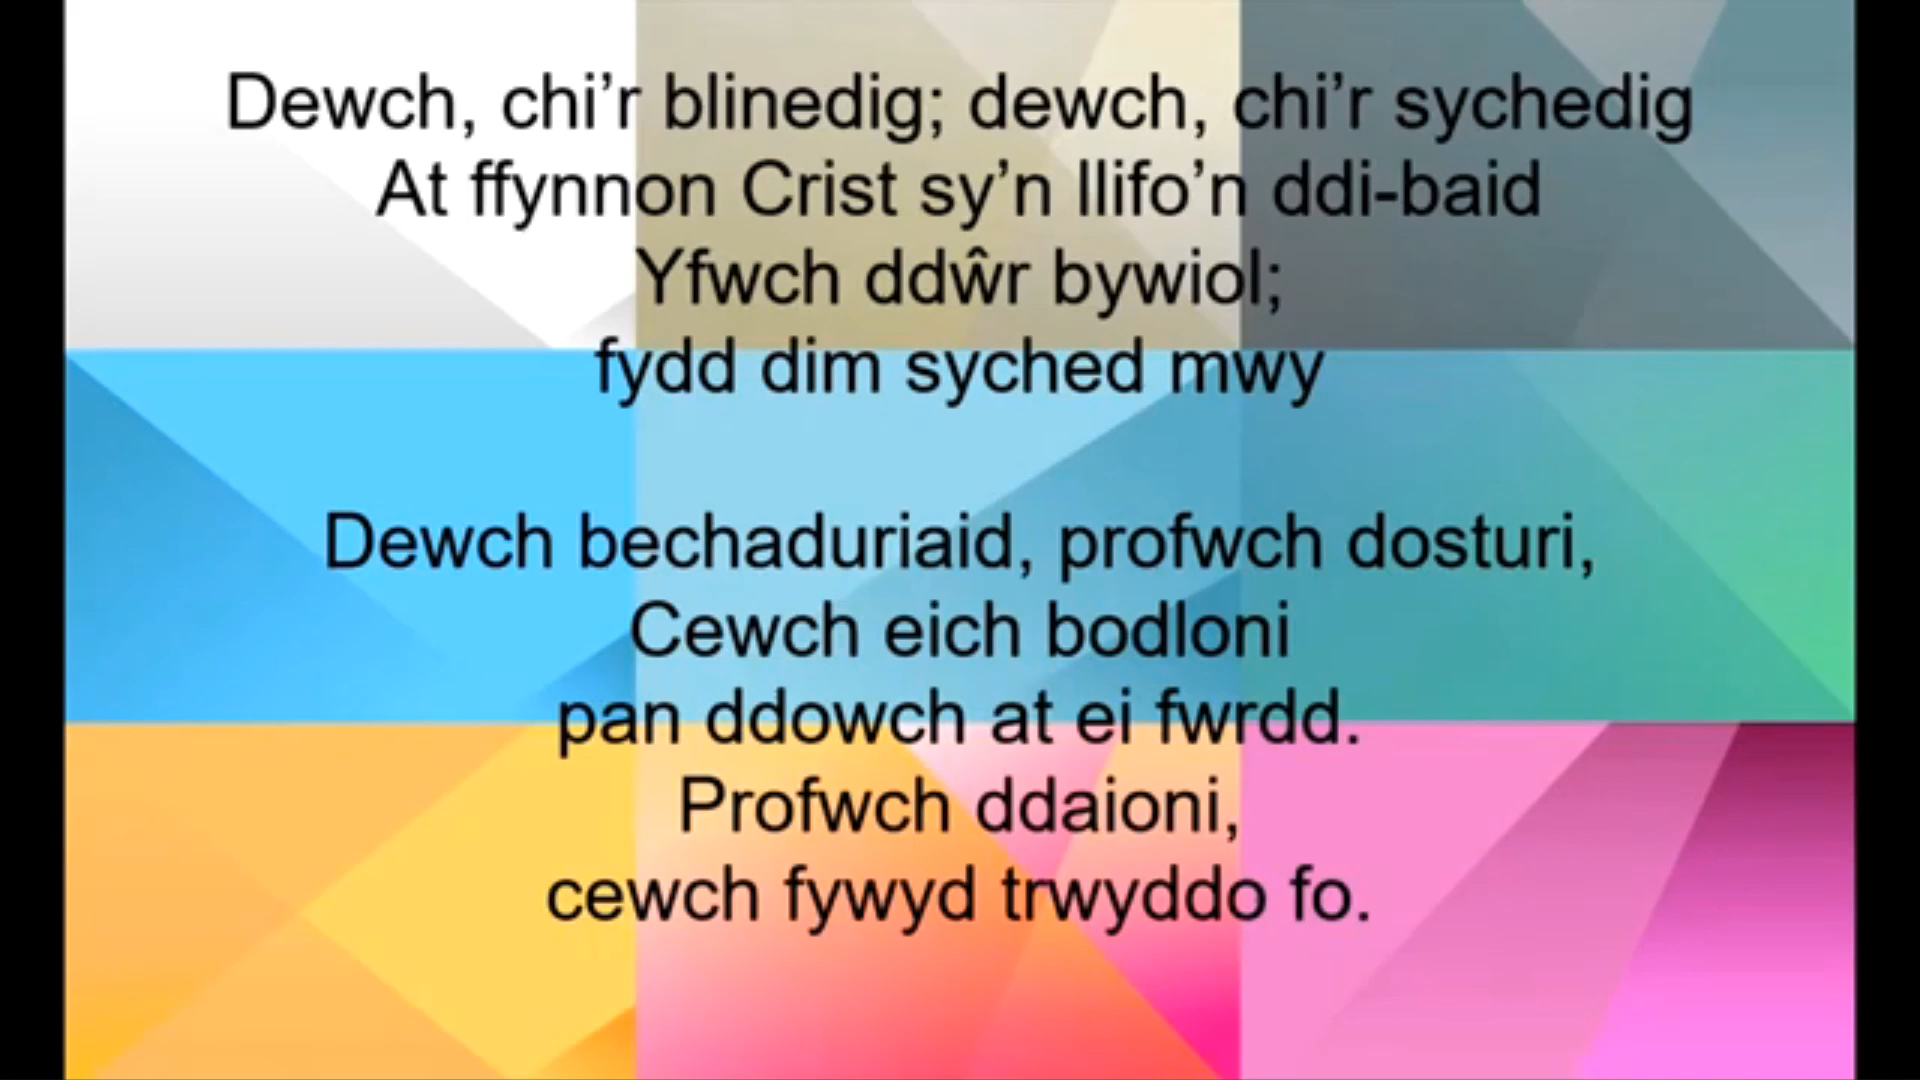 Dewch, chi’r blinedig; dewch, chi’r sychedig
At ffynnon Crist sy’n llifo’n ddi-baid
Yfwch ddŵr bywiol;
fydd dim syched mwy
Dewch bechaduriaid, profwch dosturi,
Cewch eich bodloni
pan ddowch at ei fwrdd.
Profwch ddaioni,
cewch fywyd trwyddo fo.